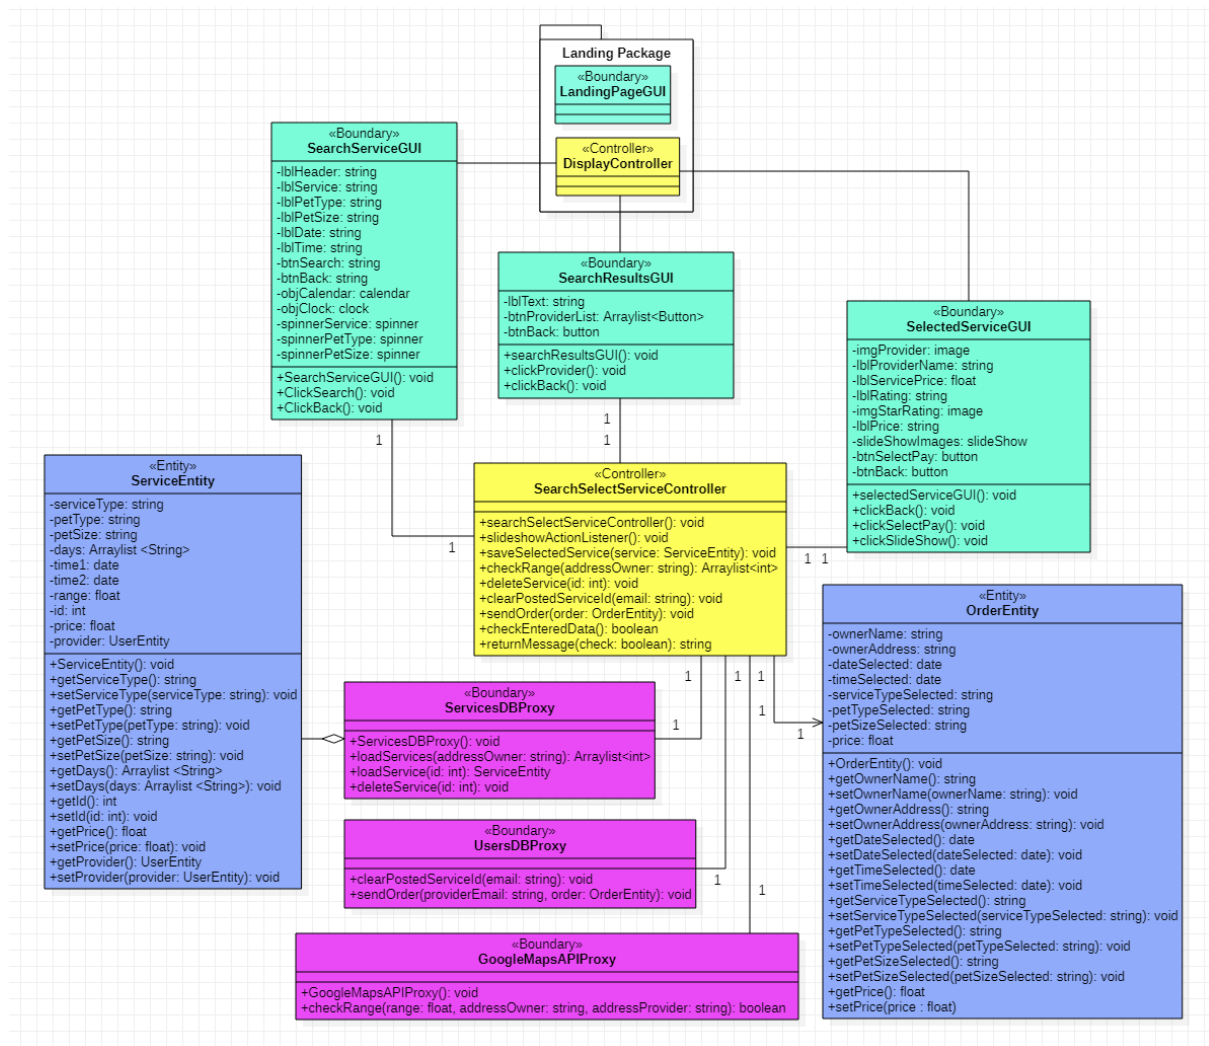 Landing Package
«Boundary»
LandingPageGUI
«Controller»
DisplayController
«Boundary»
SearchServiceGUI
-lblHeader: string
-lblService: string
-lblPetType: string
-lblPetSize: string
-lblDate: string
-lblTime: string
-btnSearch: string
-btnBack: string
-objCalendar: calendar
-objClock: clock
-spinnerService: spinner
-spinnerPetType: spinner
-spinnerPetSize: spinner
+SearchServiceGUI(): void
+ClickSearch(): void
+ClickBack(): void
«Boundary»
SearchResultsGUI
-lblText: string
-btnProviderList: Arraylist<Button>
-btnBack: button
+searchResultsGUI(): void
+clickProvider(): void
+clickBack(): void
«Boundary»
SelectedServiceGUI
-imgProvider: image
-lblProviderName: string
-lblServicePrice: float
-lblRating: string
-imgStarRating: image
-lblPrice: string
-slideShowImages: slideShow
-btnSelectPay: button
-btnBack: button
+selectedServiceGUI(): void
+clickBack(): void
+clickSelectPay(): void
+clickSlideShow(): void
1
1
1
1
1
1
«Controller»
SearchSelectServiceController
+searchSelectServiceController(): void
+slideshowActionListener(): void
+saveSelectedService(service: ServiceEntity): void
+checkRange(addressOwner: string): Arraylist<int>
+deleteService(id: int): void
+clearPostedServiceId(email: string): void
+sendOrder(order: OrderEntity): void
+checkEnteredData(): boolean
+returnMessage(check: boolean): string
«Entity»
ServiceEntity
-serviceType: string
-petType: string
-petSize: string
-days: Arraylist <String>
-time1: date
-time2: date
-range: float
-id: int
-price: float
-provider: UserEntity
+ServiceEntity(): void
+getServiceType(): string
+setServiceType(serviceType: string): void
+getPetType(): string
+setPetType(petType: string): void
+getPetSize(): string
+setPetSize(petSize: string): void
+getDays(): Arraylist <String>
+setDays(days: Arraylist <String>): void
+getId(): int
+setId(id: int): void
+getPrice(): float
+setPrice(price: float): void
+getProvider(): UserEntity
+setProvider(provider: UserEntity): void
1
1
1
1
1
1
1
1
«Boundary»
ServicesDBProxy
+ServicesDBProxy(): void
+loadServices(addressOwner: string): Arraylist<int>
+loadService(id: int): ServiceEntity
+deleteService(id: int): void
«Boundary»
UsersDBProxy
+clearPostedServiceId(email: string): void
+sendOrder(providerEmail: string, order: OrderEntity): void
«Boundary»
GoogleMapsAPIProxy
+GoogleMapsAPIProxy(): void
+checkRange(range: float, addressOwner: string, addressProvider: string): boolean
«Entity»
OrderEntity
-ownerName: string
-ownerAddress: string
-dateSelected: date
-timeSelected: date
-serviceTypeSelected: string
-petTypeSelected: string
-petSizeSelected: string
-price: float
+OrderEntity(): void
+getOwnerName(): string
+setOwnerName(ownerName: string): void
+getOwnerAddress(): string
+setOwnerAddress(ownerAddress: string): void
+getDateSelected(): date
+setDateSelected(dateSelected: date): void
+getTimeSelected(): date
+setTimeSelected(timeSelected: date): void
+getServiceTypeSelected(): string
+setServiceTypeSelected(serviceTypeSelected: string): void
+getPetTypeSelected(): string
+setPetTypeSelected(petTypeSelected: string): void
+getPetSizeSelected(): string
+setPetSizeSelected(petSizeSelected: string): void
+getPrice(): float
+setPrice(price : float)